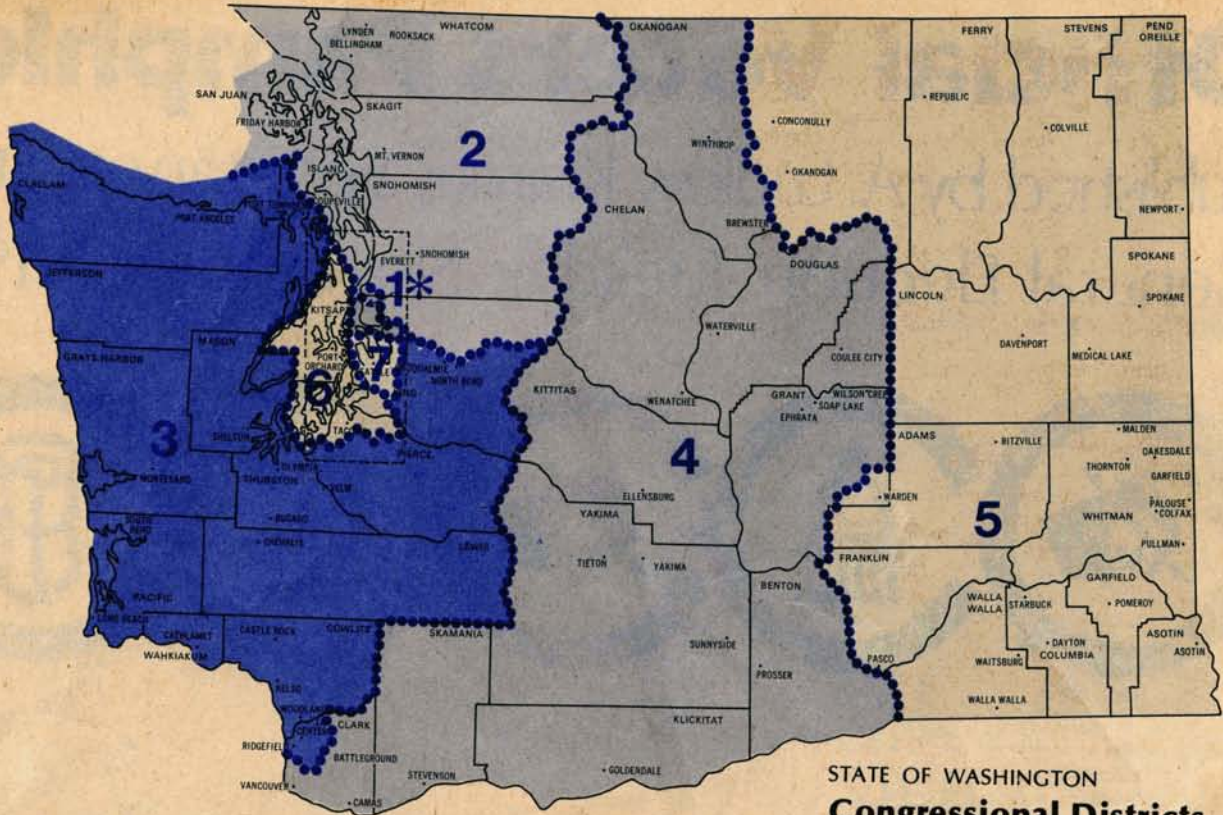 WHATCOM
OKANOGAN
FERRY
STEVENS
PEND
OREILLE
LYNDEN
BELLINGHAM
ROOKSACK
SAN JUAN
SKAGIT
REPUBLIC
FRIDAY HARBOR
CONCONULLY
COLVILLE
WINTHROP
MT. VERNON
2
ISLAND
SNOHOMISH
OKANOGAN
CLALLAM
COUPEVILLE
PORT TOWNSEND
PORT ANGELES
CHELAN
NEWPORT
BREWSTER
EVERETT
SNOHOMISH
DOUGLAS
SPOKANE
JEFFERSON
1*
LINCOLN
SPOKANE
KITSAP
WATERVILLE
MASON
DAVENPORT
GRAYS HARBOR
PORT
ORCHARD
7
COULEE CITY
MEDICAL LAKE
NORTH BEND
6
KING
KITTITAS
WENATCHEE
GRANT
WILSON CREEK
SOAP LAKE
EPHRATA
3
SHELTON
PIERCE
4
ADAMS
RITZVILLE
MALDEN
OAKESDALE
THORNTON
GARFIELD
OLYMPIA
MONTESANO
THURSTON
YELM
ELLENSBURG
WARDEN
5
PALOUSE
COLFAX
WHITMAN
YAKIMA
BUCODA
SOUTH
BEND
PULLMAN
CHEHALIS
LEWIS
TIETON
YAKIMA
FRANKLIN
BENTON
GARFIELD
WALLA
WALLA
STARBUCK
PACIFIC
POMEROY
LONG BEACH
CASTLE ROCK
COWLITZ
SKAMANIA
CATHLAMET
SUNNYSIDE
DAYTON
COLUMBIA
ASOTIN
ASOTIN
WAHKIAKUM
PROSSER
PASCO
WAITSBURG
KELSO
WALLA WALLA
WOODLAND
KLICKITAT
CLARK
RIDGEFIELD
BATTLEGROUND
STEVENSON
GOLDENDALE
VANCOUVER
CAMAS
STATE OF WASHINGTON
Congressional Districts